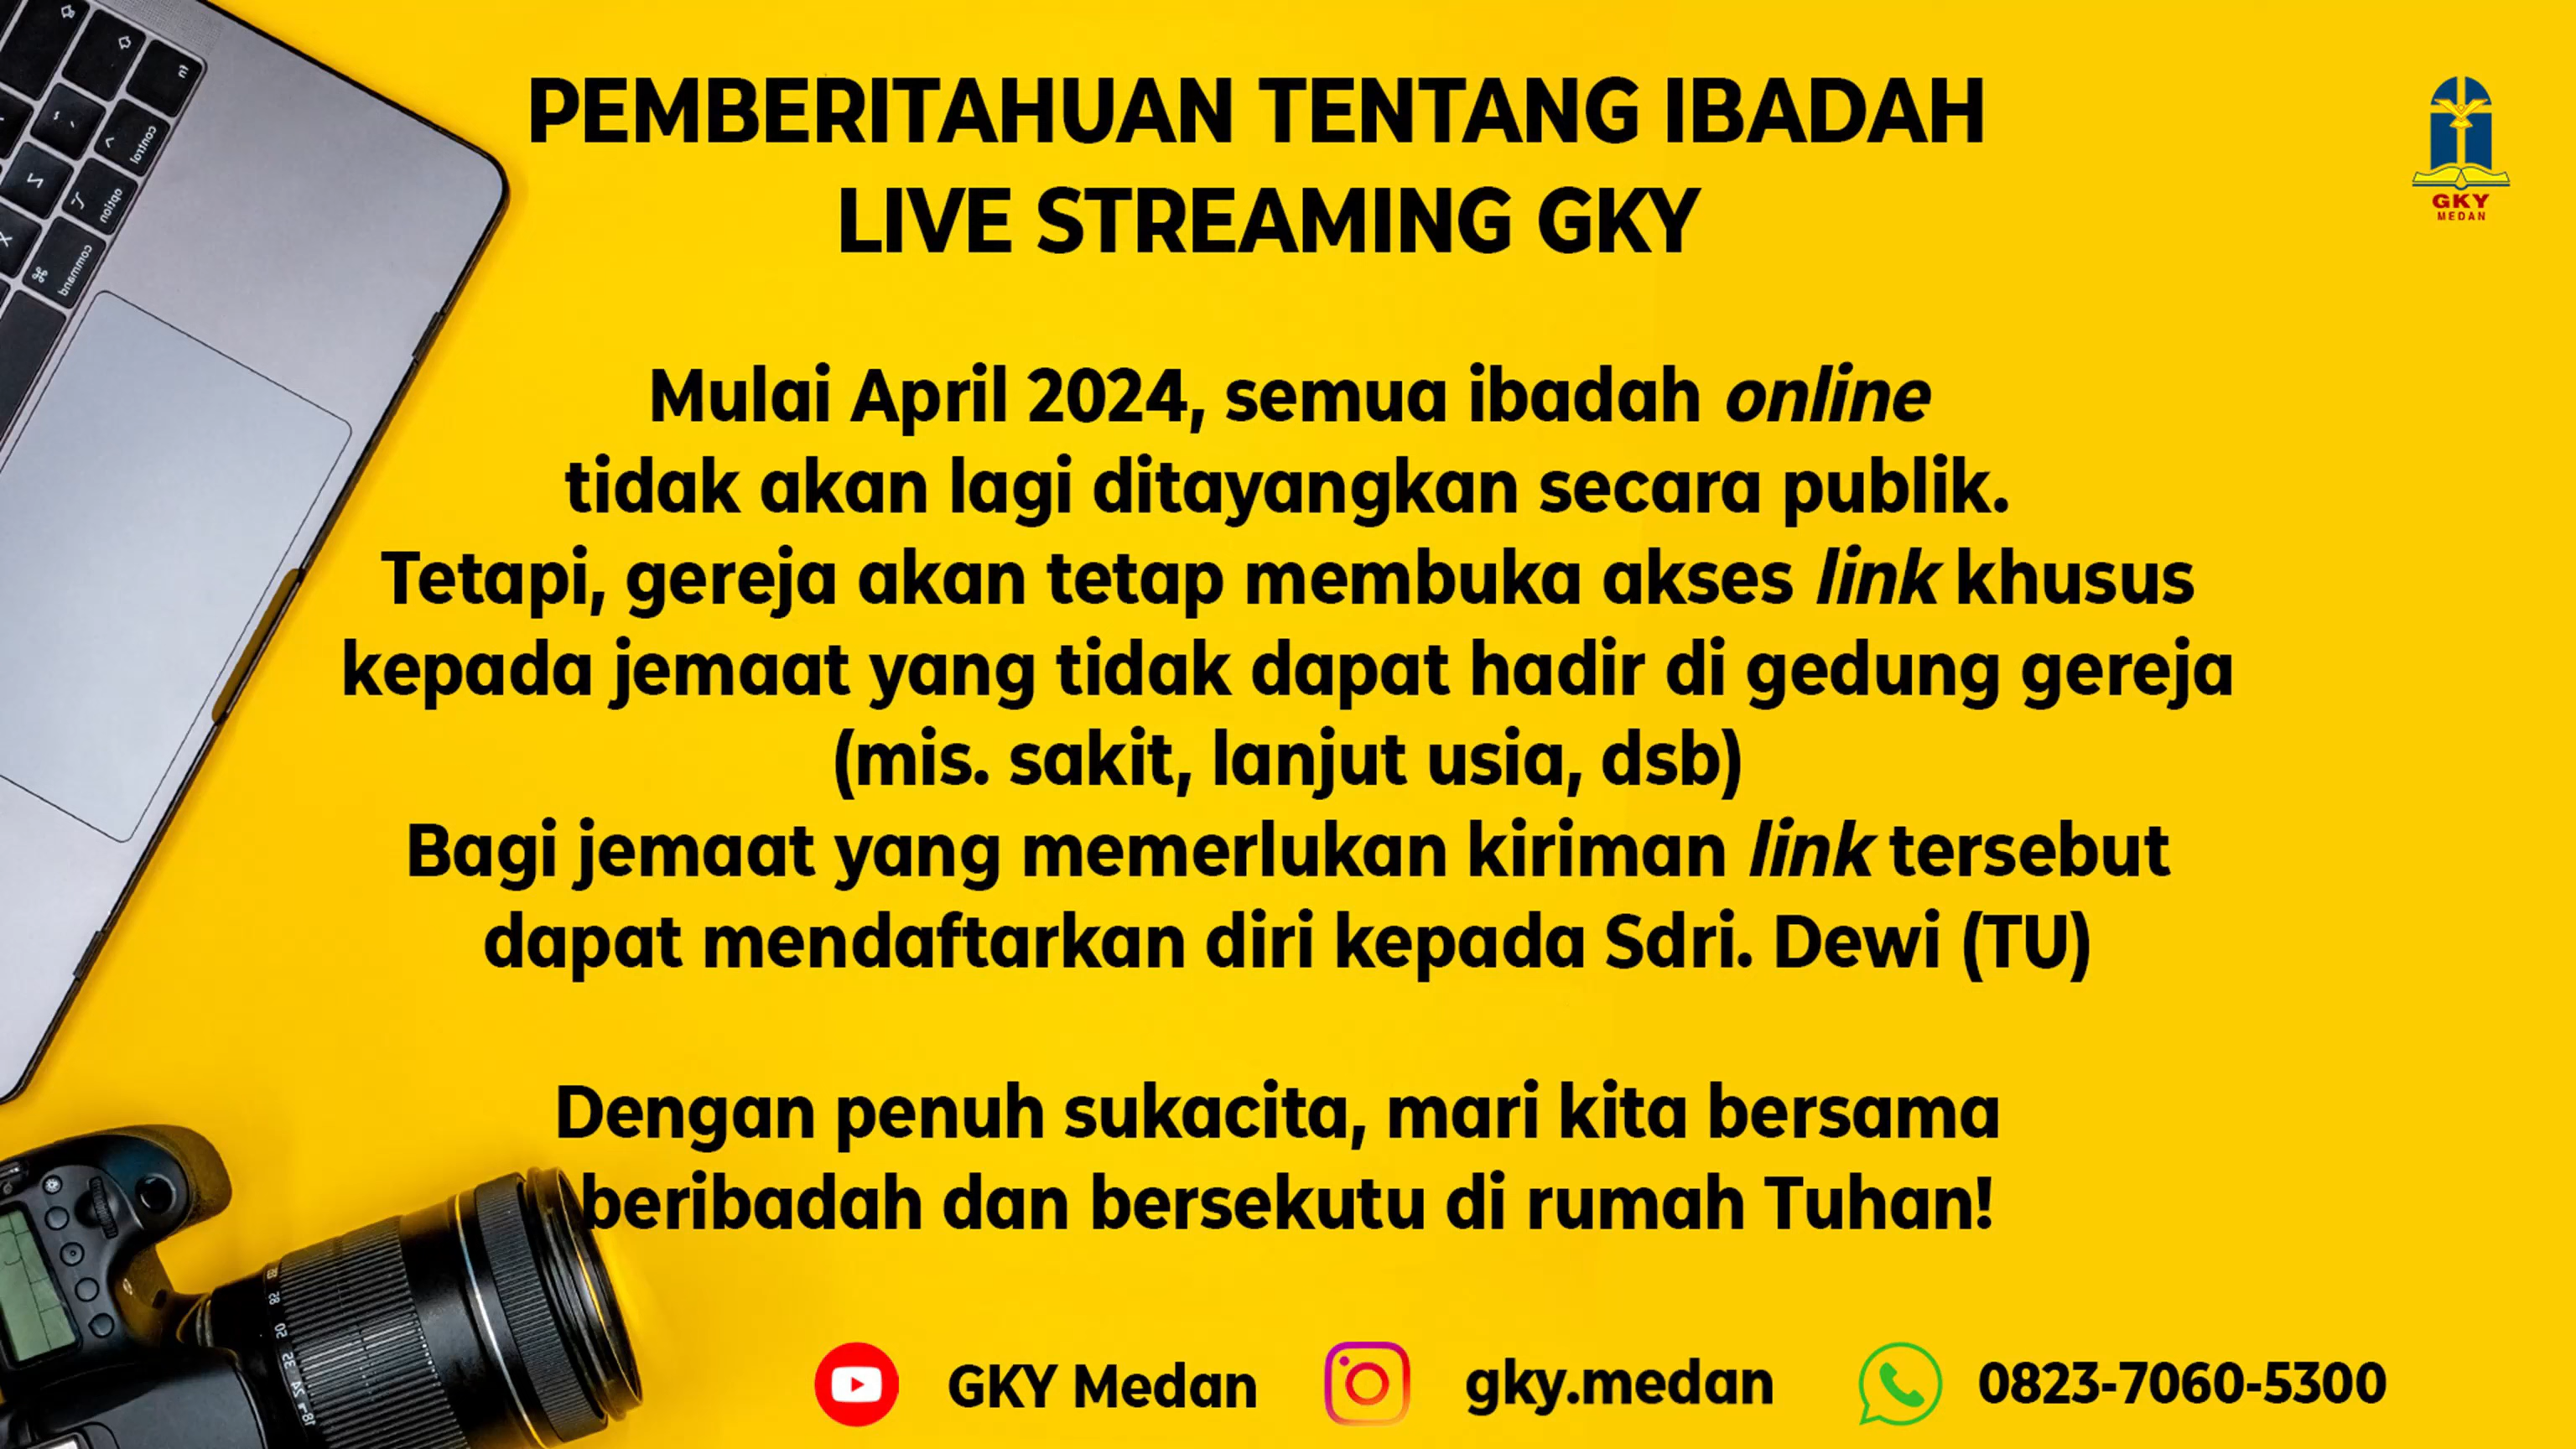 PEMBERITAHUAN TENTANG IBADAH
LIVE STREAMING GKY
GKY
MEDAN
Mulai April 2024, semua ibadah online
tidak akan lagi ditayangkan secara publik.
Tetapi, gereja akan tetap membuka akses link khusus
kepada jemaat yang tidak dapat hadir di gedung gereja
(mis. sakit, lanjut usia, dsb)
Bagi jemaat yang memerlukan kiriman link tersebut
dapat mendaftarkan diri kepada Sdri. Dewi (TU)
Dengan penuh sukacita, mari kita bersama
beribadah dan bersekutu di rumah Tuhan!
GKY Medan
gky.medan
0823-7060-5300
control
option
command